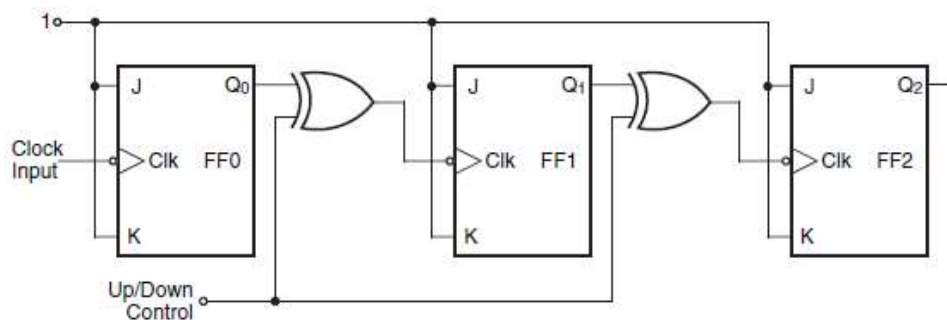 1
J Q0 J Q1 J Q2
Clock
Input
Clk FF0 Clk FF1 Clk FF2
K K K
Up/Down
Control